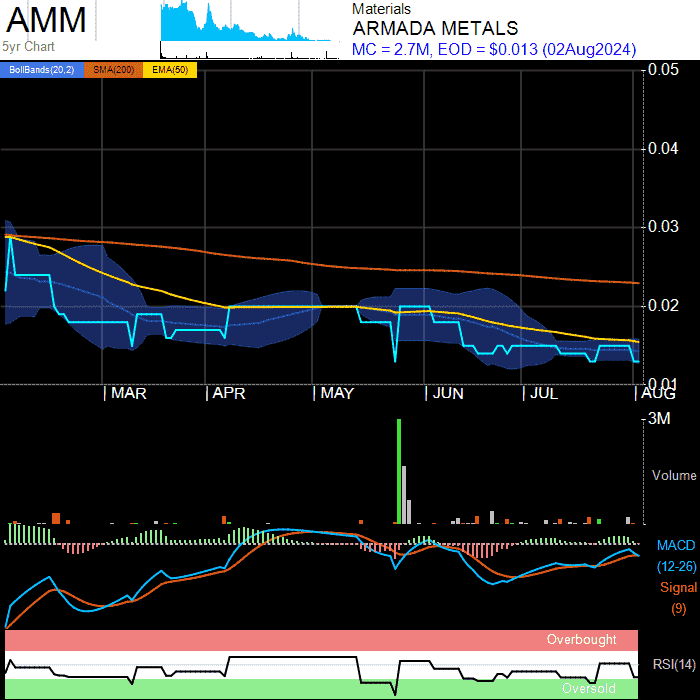 AMM
5yr Chart
Materials
ARMADA METALS
MC = 2.7M, EOD = $0.013 (02Aug2024)
BollBands(20,2) SMA(200) EMA(50)
0.05
0.04
0.03
0.02
0.01
MAR APR MAY JUN JUL AUG
3M
Volume
MACD
(12-26)
Signal
(9)
Overbought
RSI(14)
Oversold